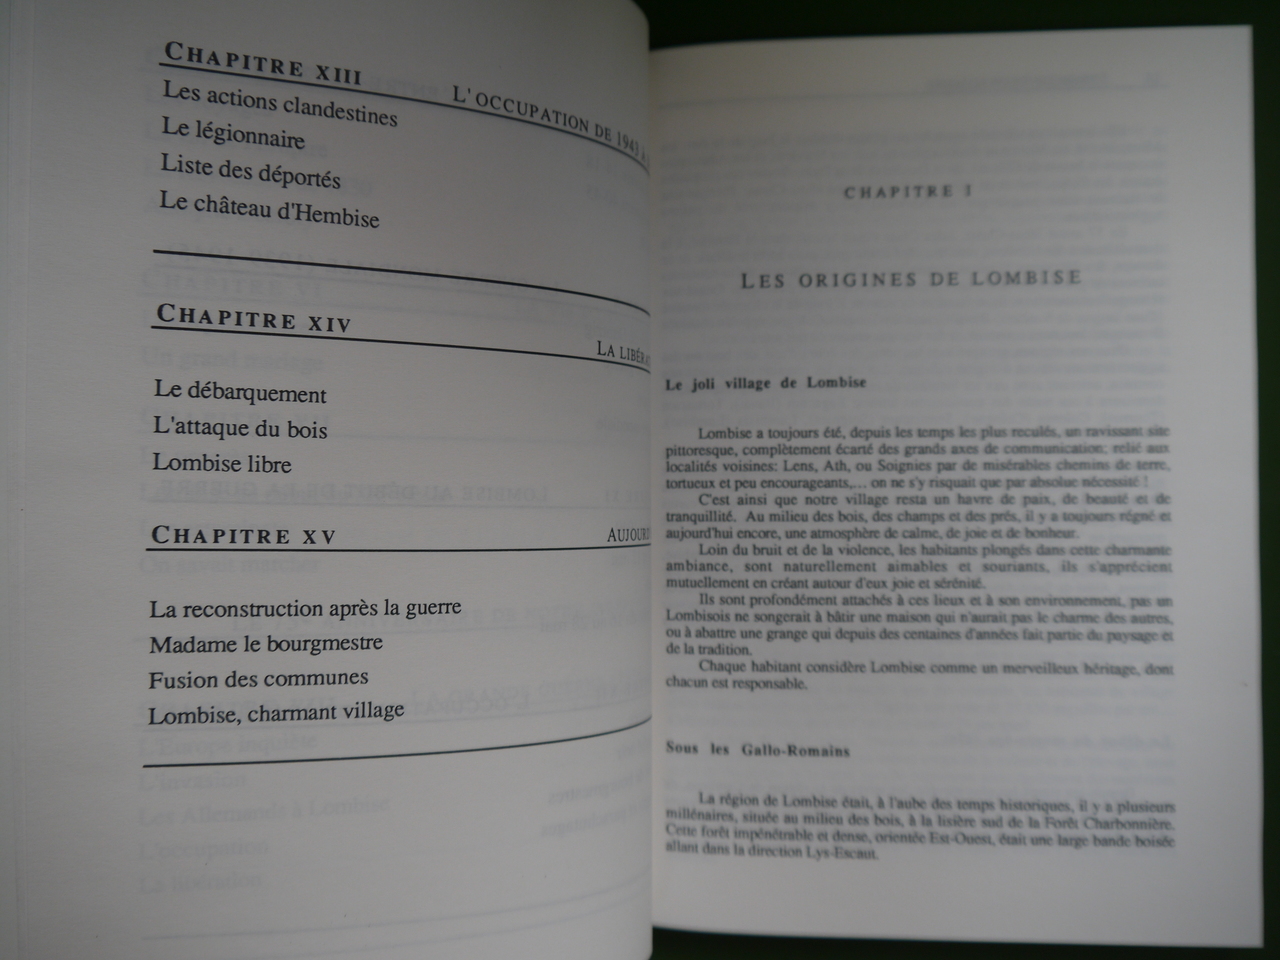 CHAPITRE XIII
L'OCCUPATION DE 1943
Les actions clandestines
Le légionnaire
Liste des déportés
Le château d'Hembise
CHAPITRE XIV
LA LIBÉR
Le débarquement
L'attaque du bois
Lombise libre
CHAPITRE XV
AUJOUR
La reconstruction après la guerre
Madame le bourgmestre
Fusion des communes
Lombise, charmant village
CHAPITRE I
LES ORIGINES DE LOMBISE
Le joli village de Lombise
Lombise a toujours été, depuis les temps les plus reculés, un ravissant site
pittoresque, complètement écarté des grands axes de communication, relié aux
localités voisines: Lens, Ath, ou Soignies par de misérables chemins de terre,
tortueux et peu encourageants,... on ne s'y risquait que par absolue nécessité !
C'est ainsi que notre village resta un havre de paix, de beauté et de
tranquillité. Au milieu des bois, des champs et des prés, il y a toujours régné et
aujourd'hui encore, une atmosphère de calme, de joie et de bonheur.
Loin du bruit et de la violence, les habitants plongés dans cette charmante
ambiance, sont naturellement aimables et souriants, ils s'apprécient
mutuellement en créant autour d'eux joie et sérénité.
Ils sont profondément attachés à ces lieux et à son environnement, pas un
Lombisois ne songerait à bâtir une maison qui n'aurait pas le charme des autres,
ou à abattre une grange qui depuis des centaines d'années fait partie du paysage et
de la tradition.
Chaque habitant considère Lombise comme un merveilleux héritage, dont
chacun est responsable.
Sous les Gallo-Romains
La région de Lombise était, à l'aube des temps historiques, il y a plusieurs
millénaires, située au milieu des bois, à la lisière sud de la Forêt Charbonnière.
Cette forêt impénétrable et dense, orientée Est-Ouest, était une large bande boisée
allant dans la direction Lys-Escaut.